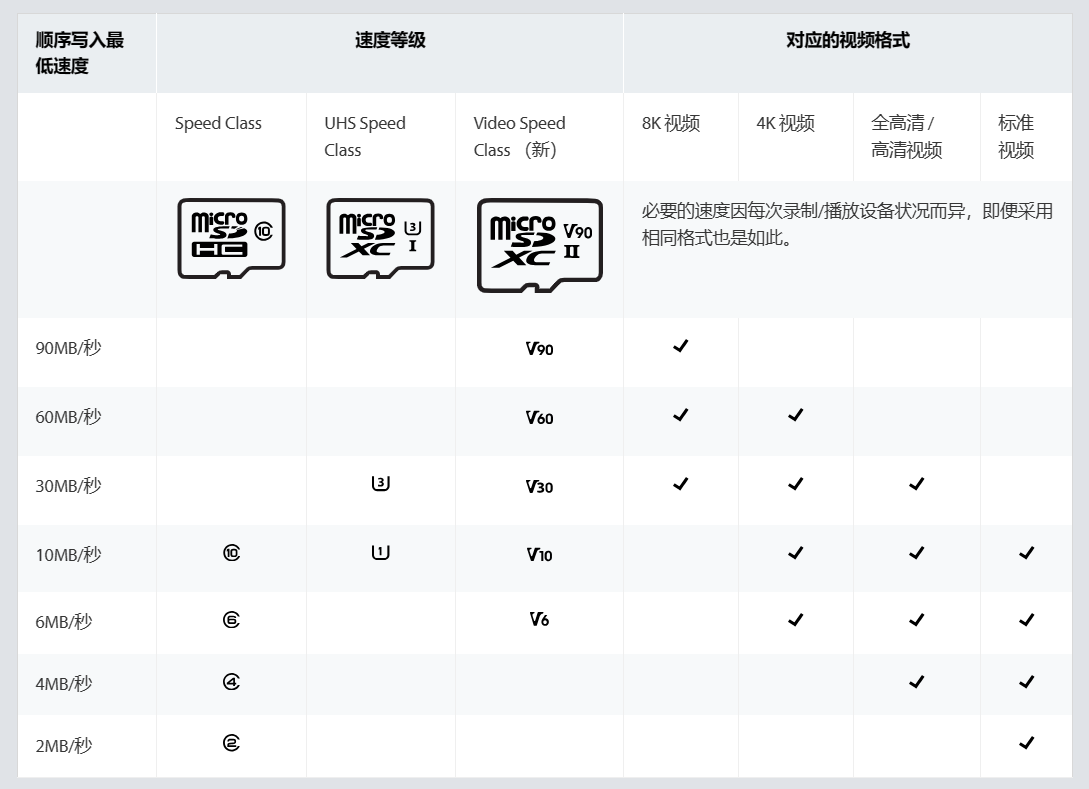 顺序写入最
低速度
速度等级
对应的视频格式
Speed Class
UHS Speed
Class
Video Speed
Class （新）
8K 视频
4K 视频
全高清 /
高清视频
标准
视频
micro
SD
HC
10
micro
SD
XC
3
I
micro
SD
XC
V90
II
必要的速度因每次录制/播放设备状况而异，即便采用
相同格式也是如此。
90MB/秒
V90
60MB/秒
V60
30MB/秒
3
V30
10MB/秒
10
1
V10
6MB/秒
6
V6
4MB/秒
4
2MB/秒
2